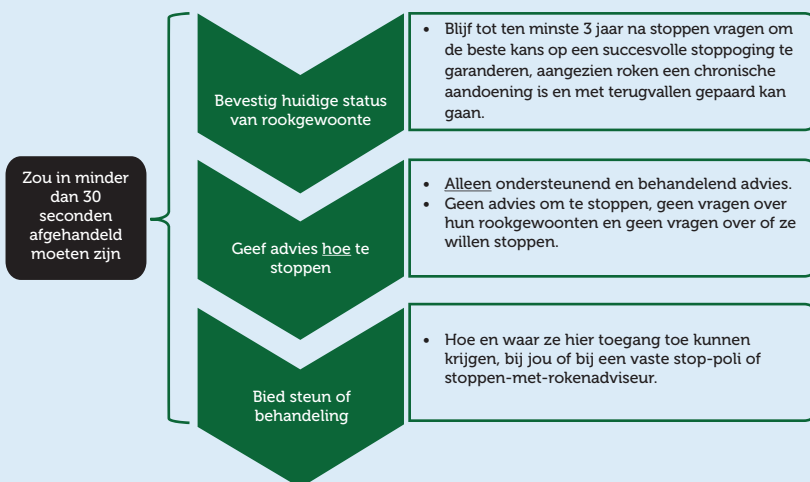 Zou in minder
dan 30
seconden
afgehandeld
moeten zijn
Bevestig huidige status
van rookgewoonte
• Blijf tot ten minste 3 jaar na stoppen vragen om
de beste kans op een succesvolle stoppoging te
garanderen, aangezien roken een chronische
aandoening is en met terugvallen gepaard kan
gaan.
Geef advies hoe te
stoppen
• Alleen ondersteunend en behandelend advies.
• Geen advies om te stoppen, geen vragen over
hun rookgewoonten en geen vragen over of ze
willen stoppen.
Bied steun of
behandeling
• Hoe en waar ze hier toegang toe kunnen
krijgen, bij jou of bij een vaste stop-poli of
stoppen-met-rokenadviseur.